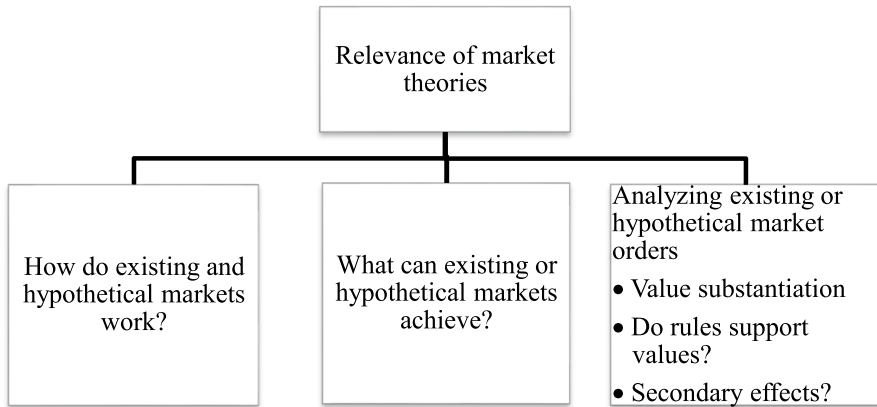 Relevance of market
theories
How do existing and
hypothetical markets
work?
What can existing or
hypothetical markets
achieve?
Analyzing existing or
hypothetical market
orders
• Value substantiation
• Do rules support
values?
• Secondary effects?